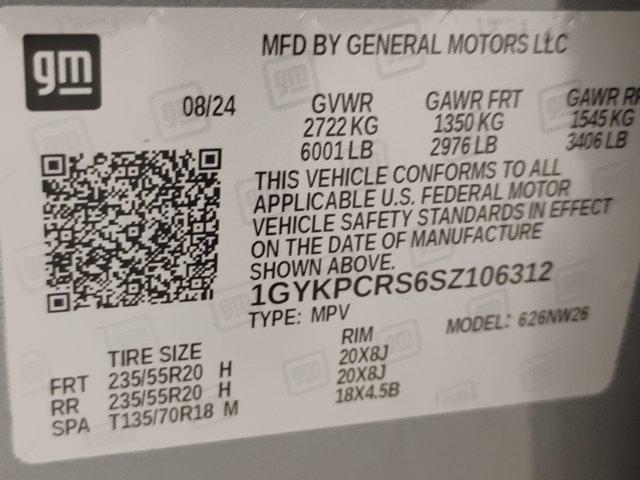 gm
MFD BY GENERAL MOTORS LLC
08/24 GVWR GAWR FRT GAWR RR
2722 KG 1350 KG 1545 KG
6001 LB 2976 LB 3406 LB
THIS VEHICLE CONFORMS TO ALL
APPLICABLE U.S. FEDERAL MOTOR
VEHICLE SAFETY STANDARDS IN EFFECT
ON THE DATE OF MANUFACTURE
SHOWN ABOVE.
1GYKPCRS6SZ106312
TYPE: MPV MODEL: 626NW26
TIRE SIZE RIM
FRT 235/55R20 H 20X8J
RR 235/55R20 H 20X8J
SPA T135/70R18 M 18X4.5B